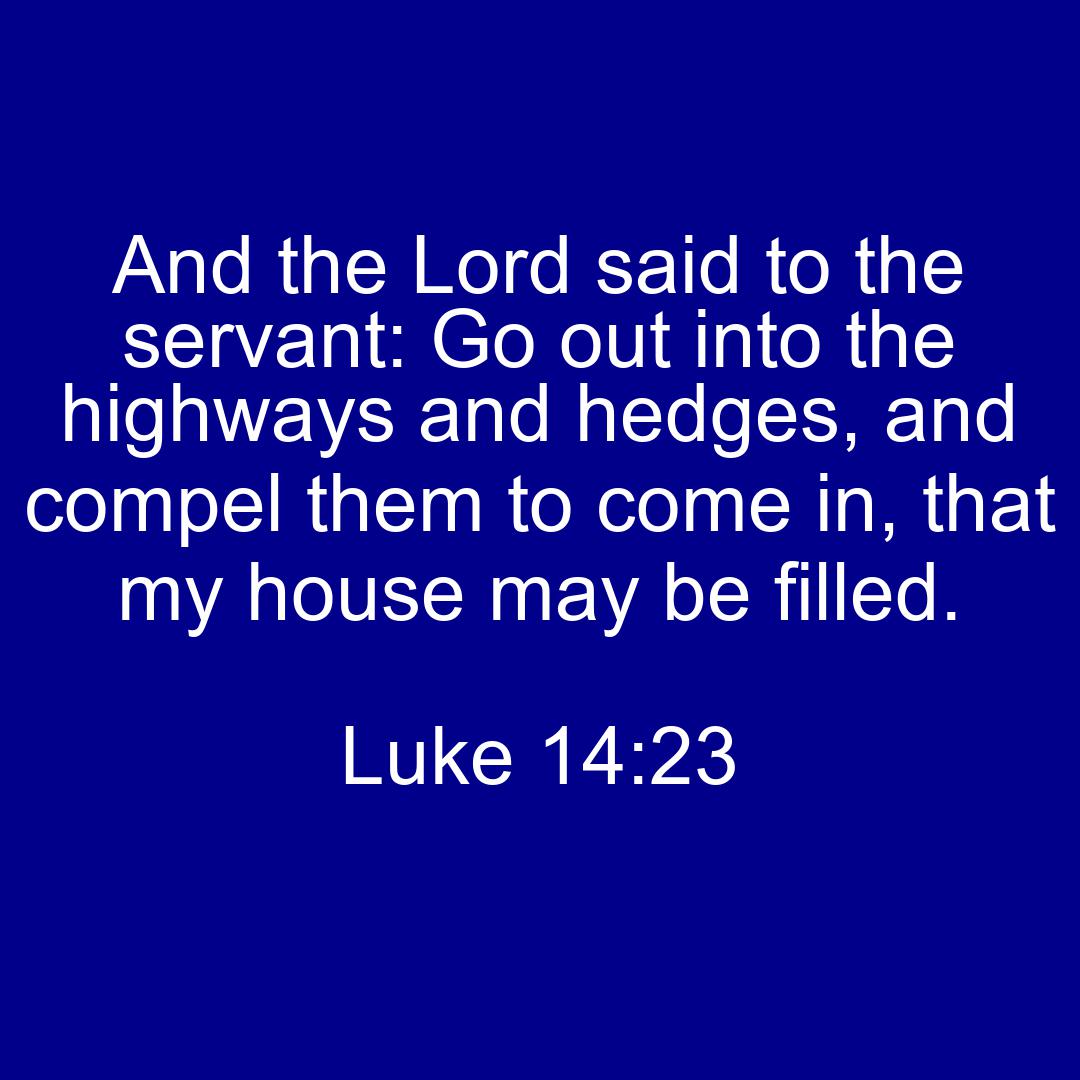 And the Lord said to the
servant: Go out into the
highways and hedges, and
compel them to come in, that
my house may be filled.
Luke 14:23